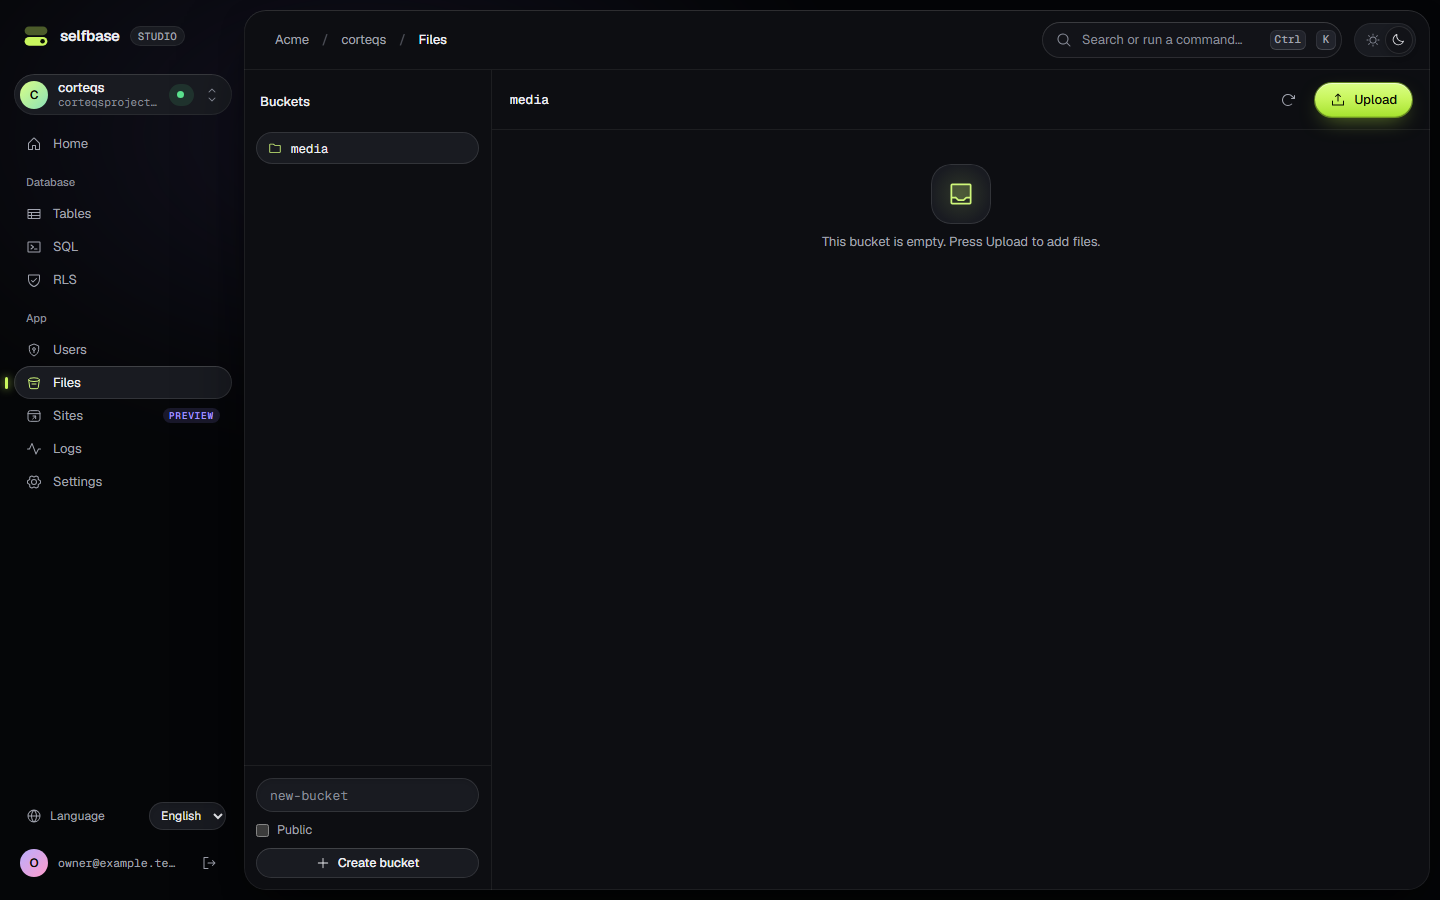 selfbase STUDIO
C corteqs
corteqsproject…
Home
Database
Tables
SQL
RLS
App
Users
Files
Sites PREVIEW
Logs
Settings
Language English
O owner@example.te…
Acme / corteqs / Files
Search or run a command… Ctrl K
Buckets
media
new-bucket
Public
Create bucket
media
Upload
This bucket is empty. Press Upload to add files.